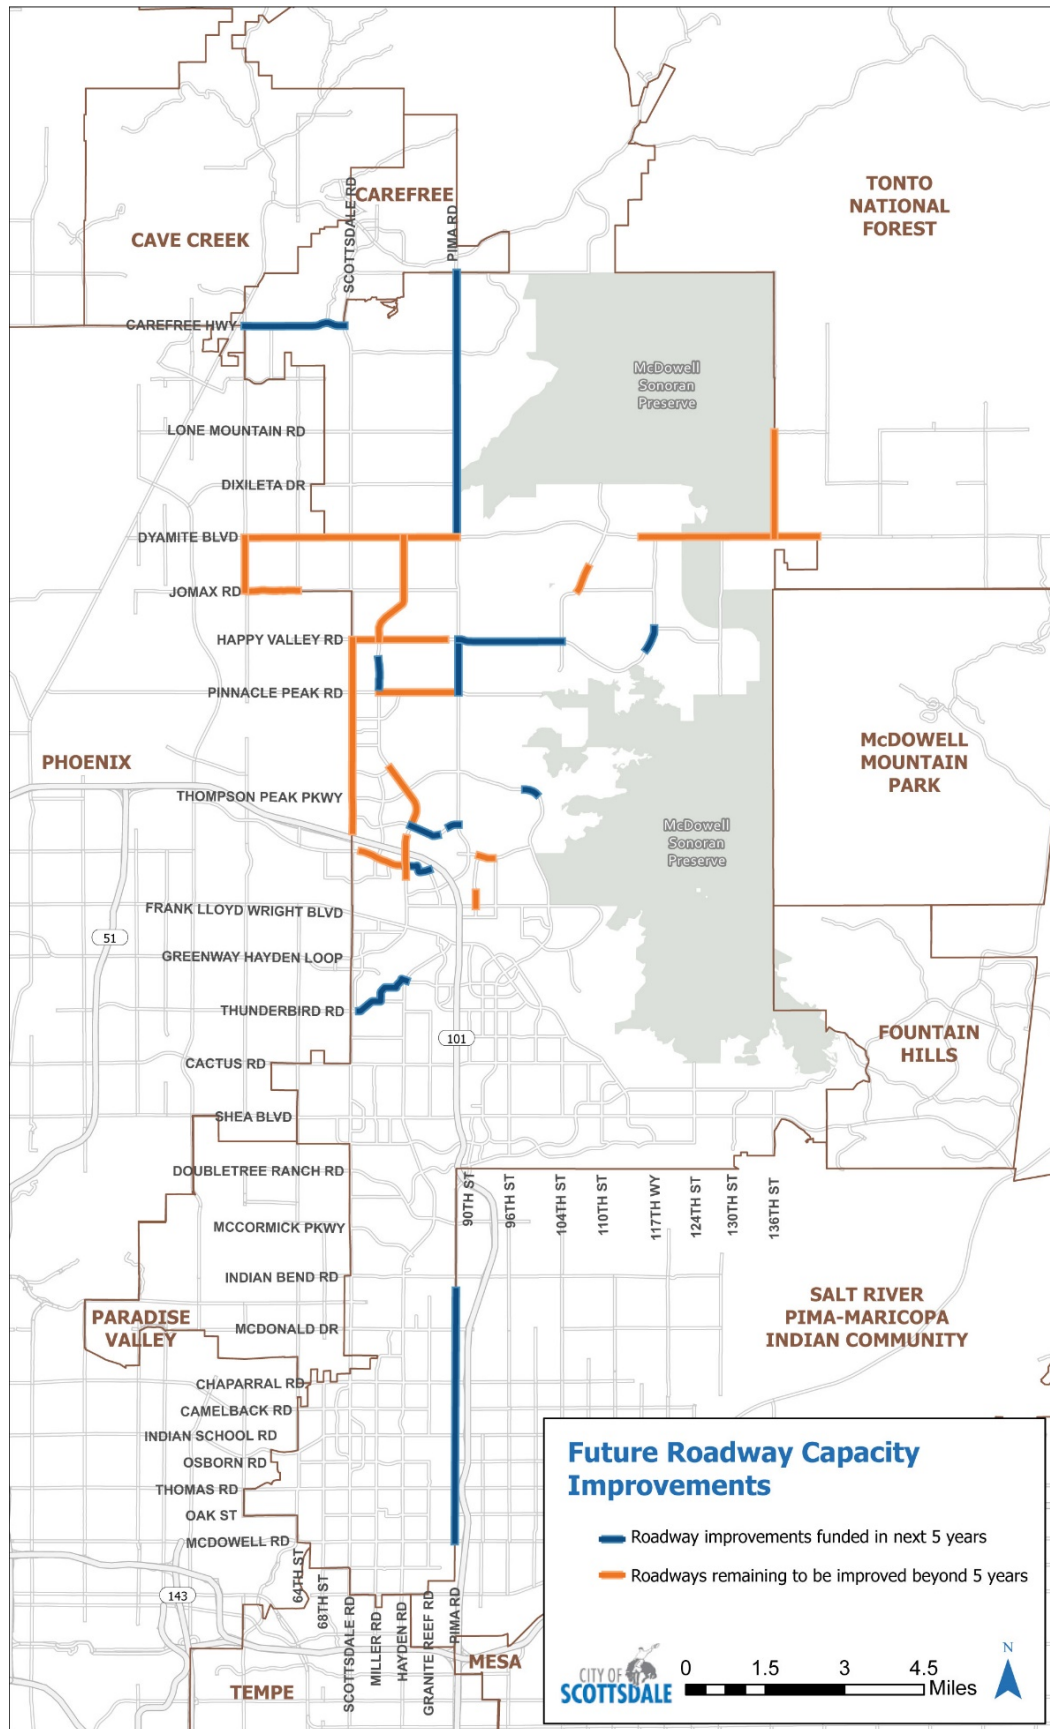 TONTO
NATIONAL
FOREST
CAREFREE
CAVE CREEK
SCOTTSDALE RD
PIMA RD
CAREFREE HWY
McDowell
Sonoran
Preserve
LONE MOUNTAIN RD
DIXILETA DR
DYAMITE BLVD
JOMAX RD
HAPPY VALLEY RD
PINNACLE PEAK RD
PHOENIX
McDOWELL
MOUNTAIN
PARK
THOMPSON PEAK PKWY
McDowell
Sonoran
Preserve
FRANK LLOYD WRIGHT BLVD
51
GREENWAY HAYDEN LOOP
THUNDERBIRD RD
101
FOUNTAIN
HILLS
CACTUS RD
SHEA BLVD
DOUBLETREE RANCH RD
90TH ST
96TH ST
104TH ST
110TH ST
117TH WY
124TH ST
130TH ST
136TH ST
MCCORMICK PKWY
INDIAN BEND RD
SALT RIVER
PIMA-MARICOPA
INDIAN COMMUNITY
PARADISE
VALLEY
MCDONALD DR
CHAPARRAL RD
CAMELBACK RD
INDIAN SCHOOL RD
OSBORN RD
THOMAS RD
OAK ST
MCDOWELL RD
143
64TH ST
68TH ST
SCOTTSDALE RD
MILLER RD
HAYDEN RD
GRANITE REEF RD
PIMA RD
TEMPE
MESA
Future Roadway Capacity
Improvements
Roadway improvements funded in next 5 years
Roadways remaining to be improved beyond 5 years
CITY OF
SCOTTSDALE
0 1.5 3 4.5
Miles
N